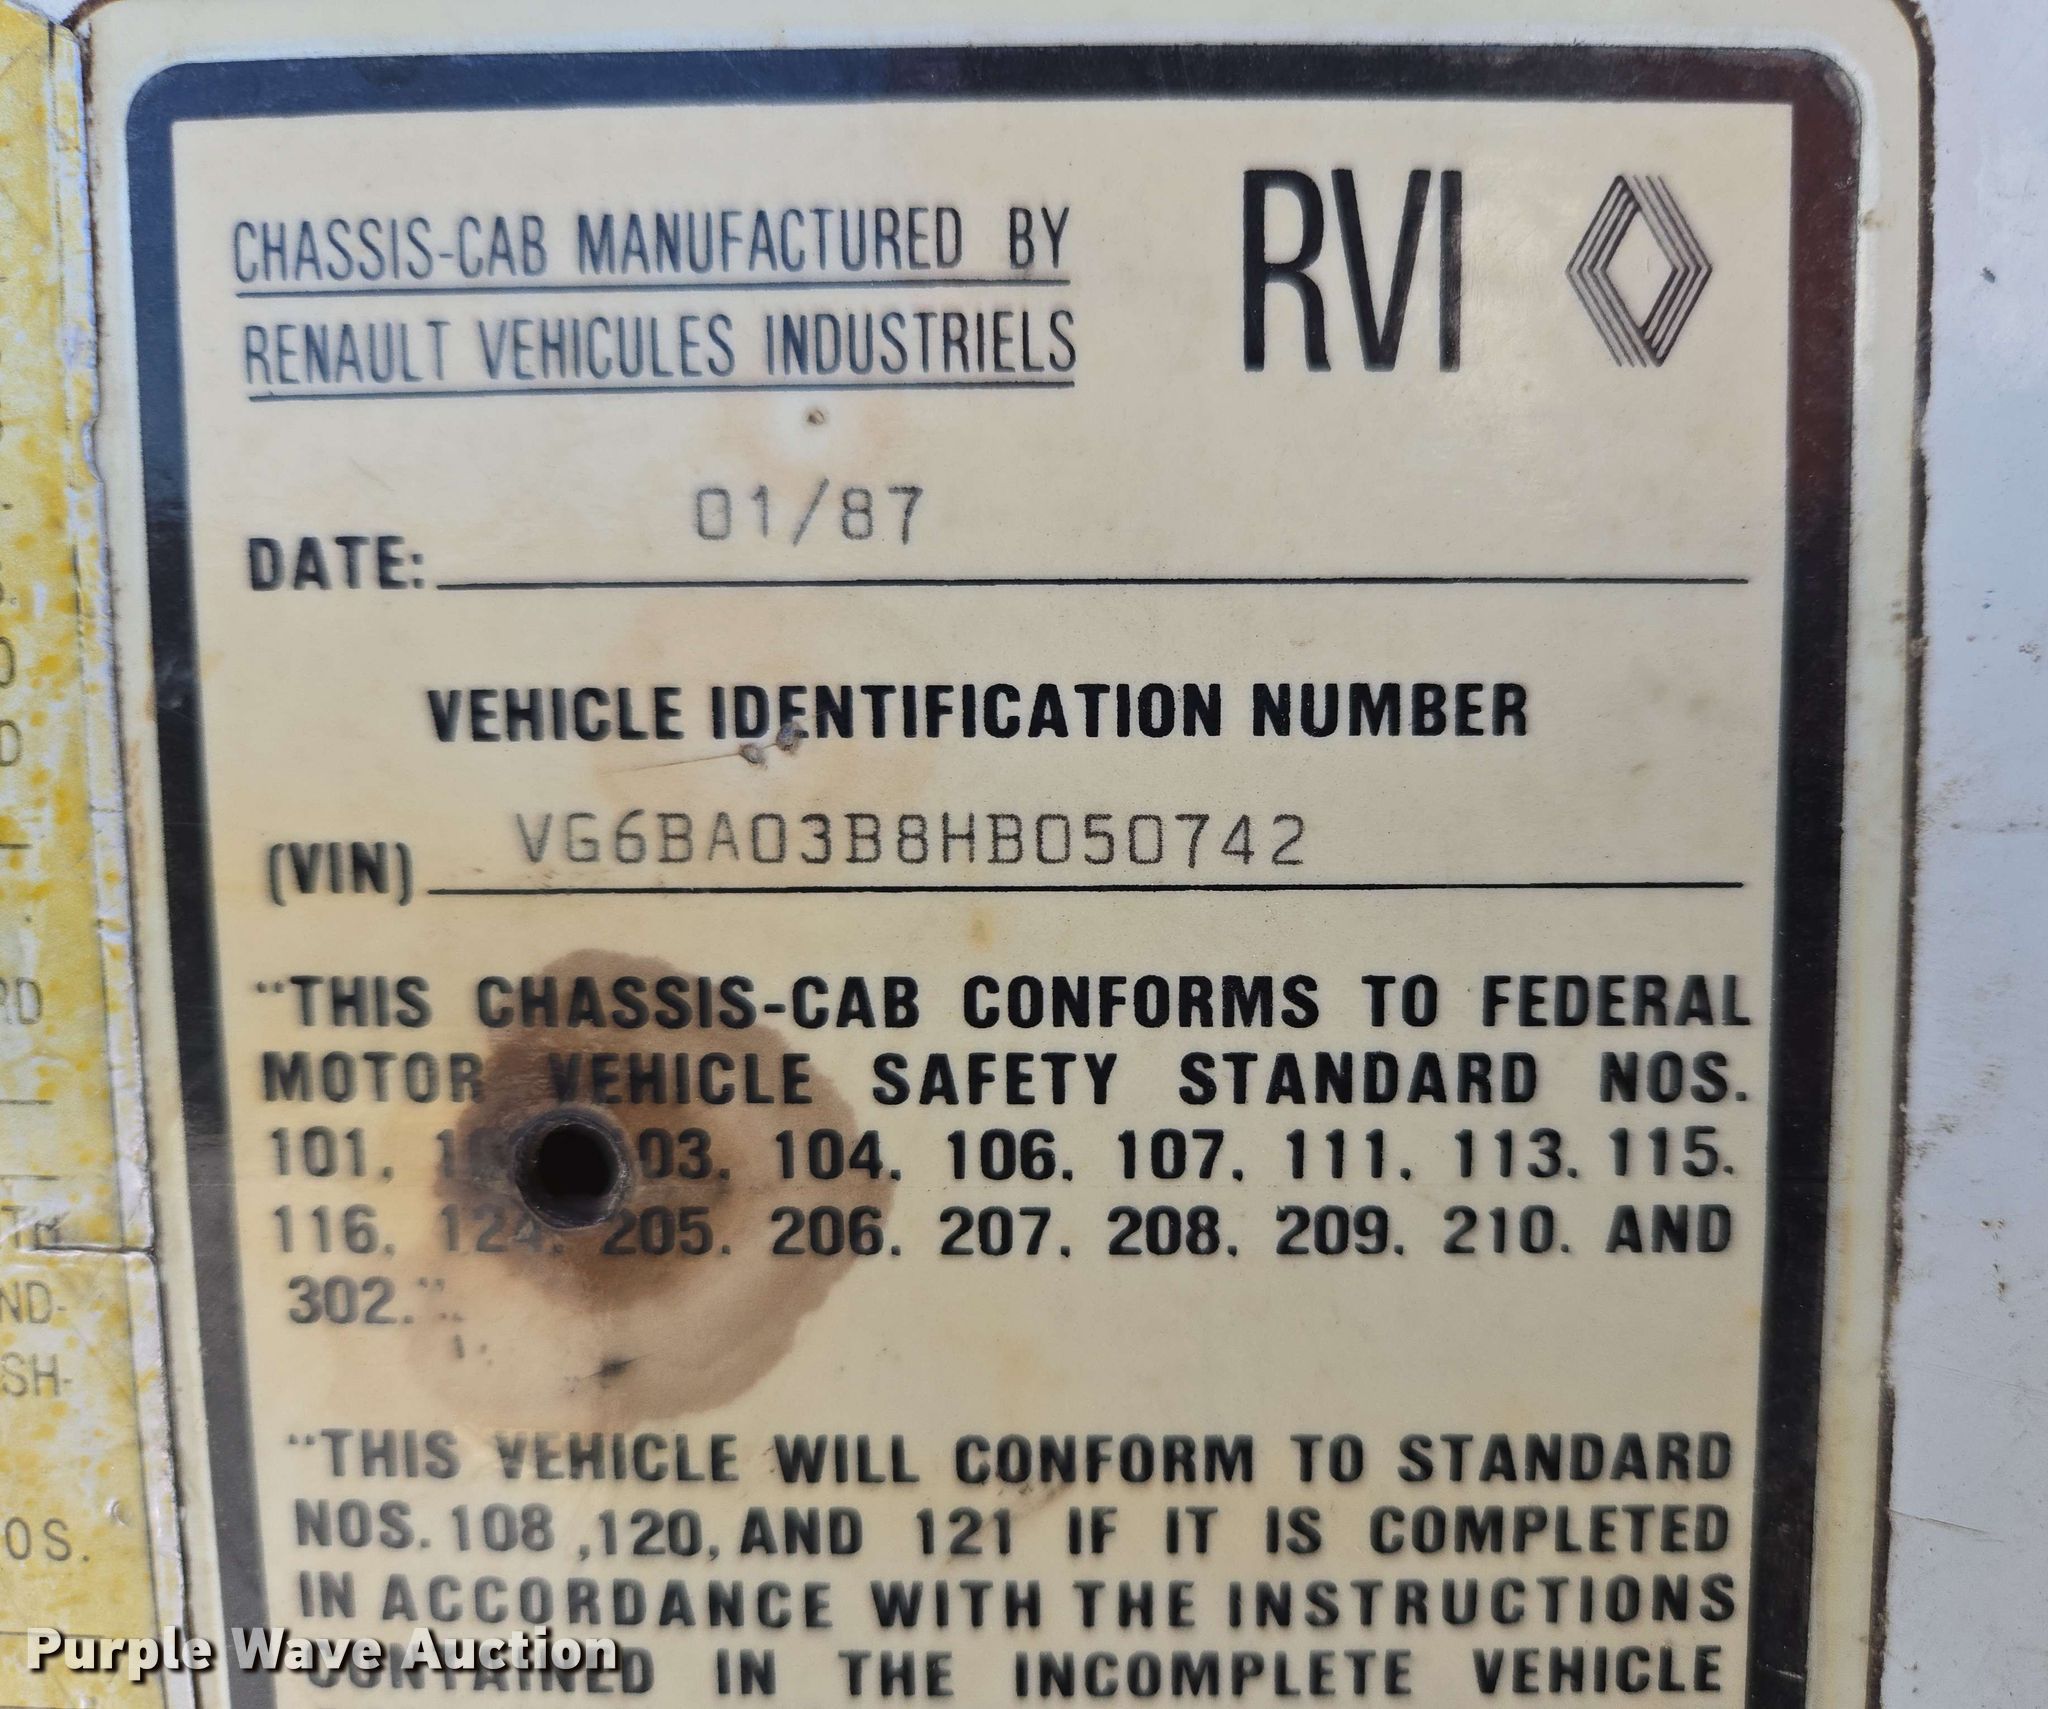 CHASSIS-CAB MANUFACTURED BY
RENAULT VEHICULES INDUSTRIELS
RVI
DATE: 01/87
VEHICLE IDENTIFICATION NUMBER
(VIN) VG6BA03B8HB050742
"THIS CHASSIS-CAB CONFORMS TO FEDERAL
MOTOR VEHICLE SAFETY STANDARD NOS.
101, 103, 104, 106, 107, 111, 113, 115,
116, 124, 205, 206, 207, 208, 209, 210, AND
302."
"THIS VEHICLE WILL CONFORM TO STANDARD
NOS. 108, 120, AND 121 IF IT IS COMPLETED
IN ACCORDANCE WITH THE INSTRUCTIONS
CONTAINED IN THE INCOMPLETE VEHICLE
Purple Wave Auction